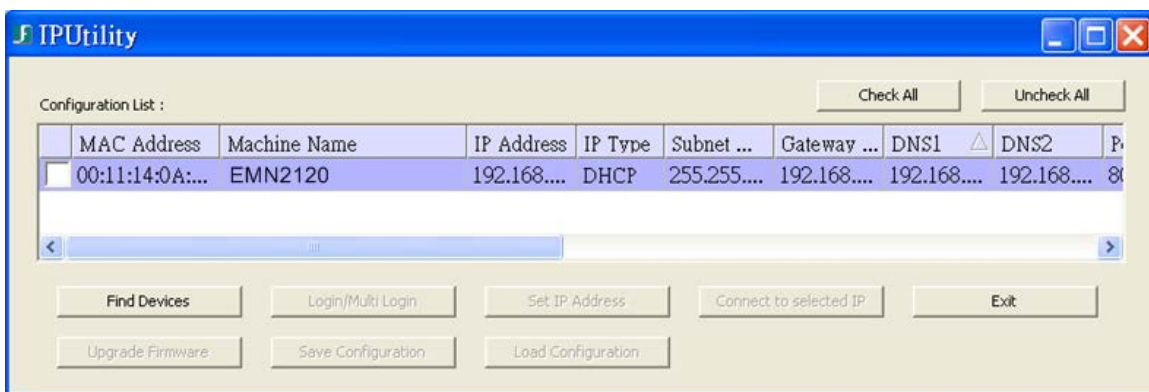 IPUtility
Check All Uncheck All
Configuration List :
MAC Address Machine Name IP Address IP Type Subnet ... Gateway ... DNS1 DNS2
00:11:14:0A:... EMN2120 192.168.... DHCP 255.255.... 192.168.... 192.168.... 192.168....
Find Devices Login/Multi Login Set IP Address Connect to selected IP Exit
Upgrade Firmware Save Configuration Load Configuration